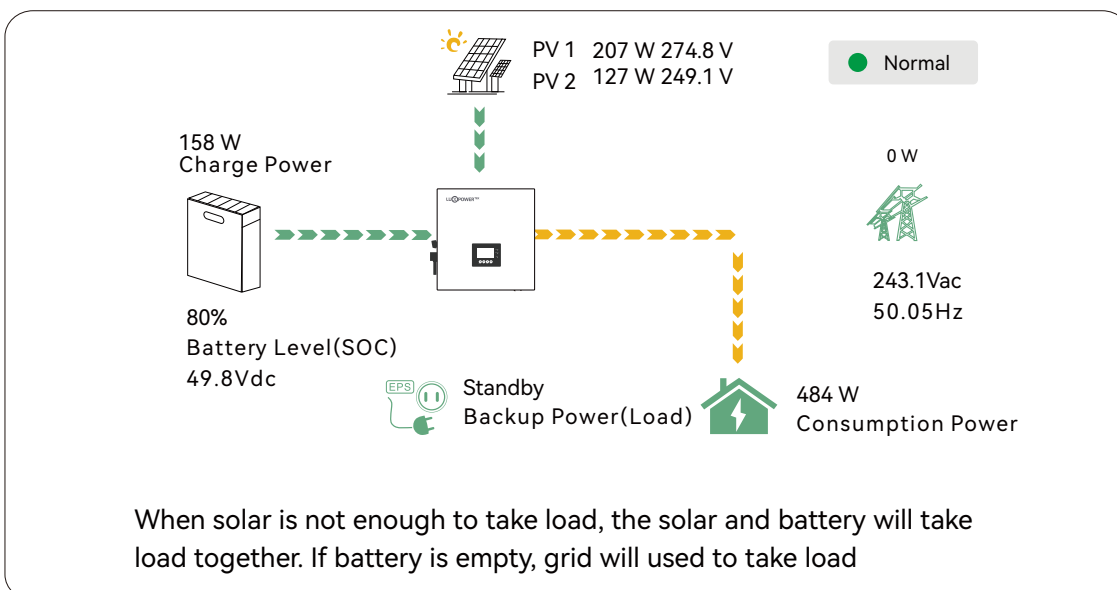 PV 1 207 W 274.8 V
PV 2 127 W 249.1 V
Normal
158 W
Charge Power
0 W
LUXPOWER
243.1Vac
50.05Hz
80%
Battery Level(SOC)
49.8Vdc
EPS
Standby
Backup Power(Load)
484 W
Consumption Power
When solar is not enough to take load, the solar and battery will take
load together. If battery is empty, grid will used to take load